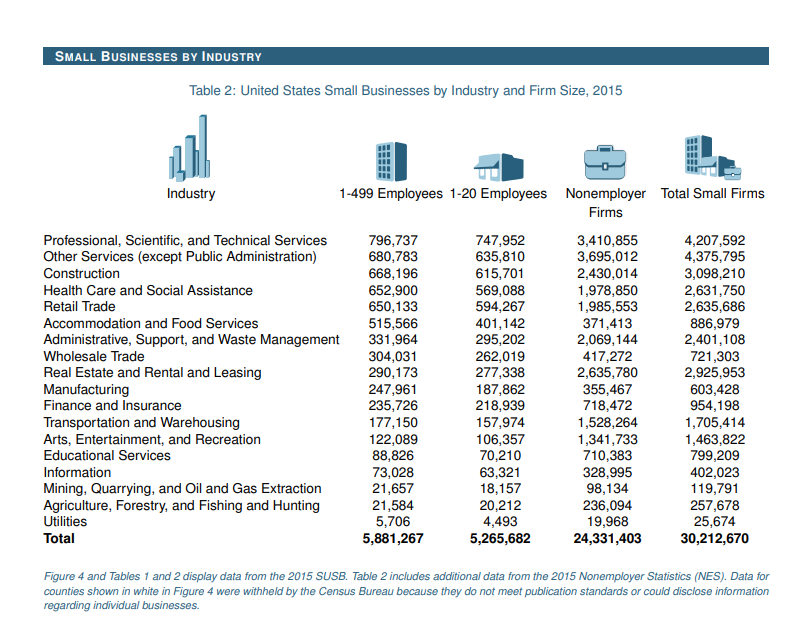 SMALL BUSINESSES BY INDUSTRY
Table 2: United States Small Businesses by Industry and Firm Size, 2015
Industry 1-499 Employees 1-20 Employees Nonemployer Firms Total Small Firms
Professional, Scientific, and Technical Services 796,737 747,952 3,410,855 4,207,592
Other Services (except Public Administration) 680,783 635,810 3,695,012 4,375,795
Construction 668,196 615,701 2,430,014 3,098,210
Health Care and Social Assistance 652,900 569,088 1,978,850 2,631,750
Retail Trade 650,133 594,267 1,985,553 2,635,686
Accommodation and Food Services 515,566 401,142 371,413 886,979
Administrative, Support, and Waste Management 331,964 295,202 2,069,144 2,401,108
Wholesale Trade 304,031 262,019 417,272 721,303
Real Estate and Rental and Leasing 290,173 277,338 2,635,780 2,925,953
Manufacturing 247,961 187,862 355,467 603,428
Finance and Insurance 235,726 218,939 718,472 954,198
Transportation and Warehousing 177,150 157,974 1,528,264 1,705,414
Arts, Entertainment, and Recreation 122,089 106,357 1,341,733 1,463,822
Educational Services 88,826 70,210 710,383 799,209
Information 73,028 63,321 328,995 402,023
Mining, Quarrying, and Oil and Gas Extraction 21,657 18,157 98,134 119,791
Agriculture, Forestry, and Fishing and Hunting 21,584 20,212 236,094 257,678
Utilities 5,706 4,493 19,968 25,674
Total 5,881,267 5,265,682 24,331,403 30,212,670
Figure 4 and Tables 1 and 2 display data from the 2015 SUSB. Table 2 includes additional data from the 2015 Nonemployer Statistics (NES). Data for
counties shown in white in Figure 4 were withheld by the Census Bureau because they do not meet publication standards or could disclose information
regarding individual businesses.